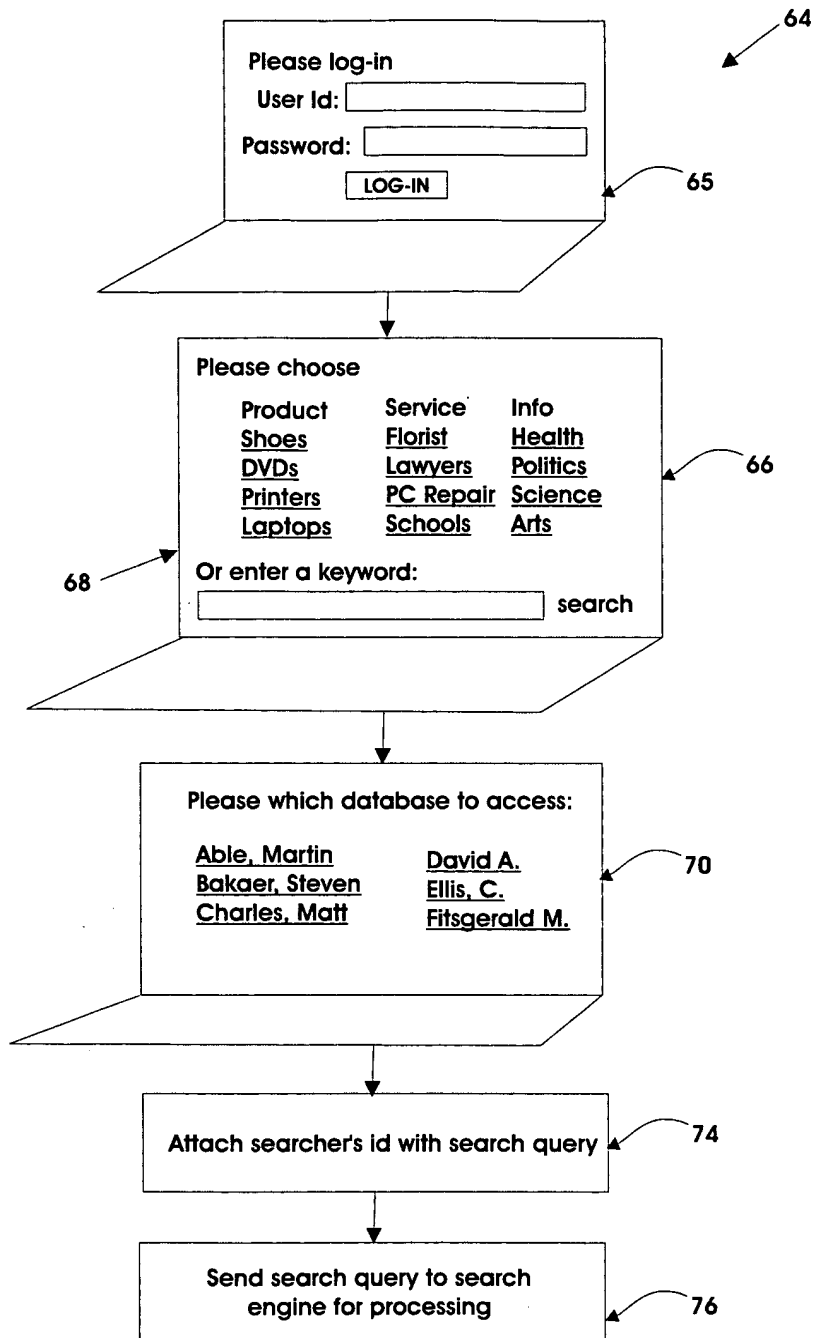 64
Please log-in
User Id:
Password:
LOG-IN
65
Please choose
Product Service Info
Shoes Florist Health
DVDs Lawyers Politics
Printers PC Repair Science
Laptops Schools Arts
66
68
Or enter a keyword:
search
Please which database to access:
Able, Martin David A.
Bakaer, Steven Ellis, C.
Charles, Matt Fitsgerald M.
70
Attach searcher's id with search query
74
Send search query to search
engine for processing
76